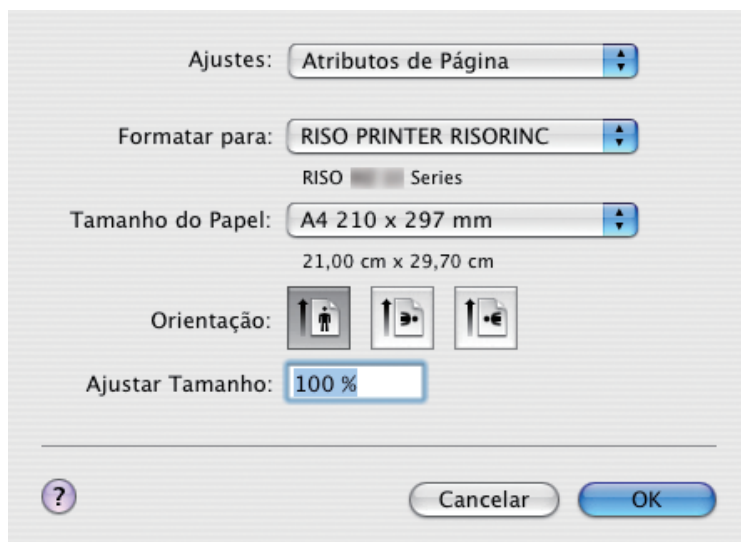 Ajustes: Atributos de Página
Formatar para: RISO PRINTER RISORINC
RISO Series
Tamanho do Papel: A4 210 x 297 mm
21,00 cm x 29,70 cm
Orientação:
Ajustar Tamanho: 100 %
? Cancelar OK